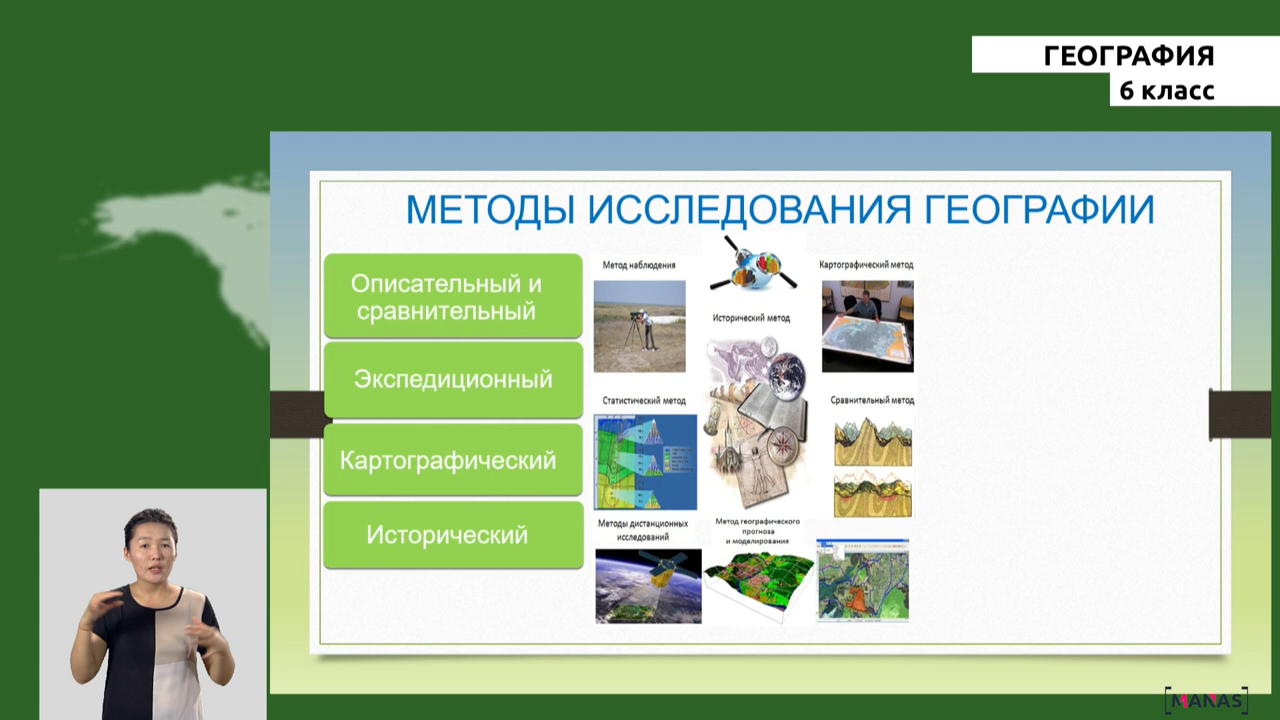 ГЕОГРАФИЯ
6 класс
МЕТОДЫ ИССЛЕДОВАНИЯ ГЕОГРАФИИ
Описательный и
сравнительный
Экспедиционный
Картографический
Исторический
Метод наблюдения
Исторический метод
Картографический метод
Статистический метод
Сравнительный метод
Методы дистанционных
исследований
Метод географического
прогноза
и моделирования
[MANAS]